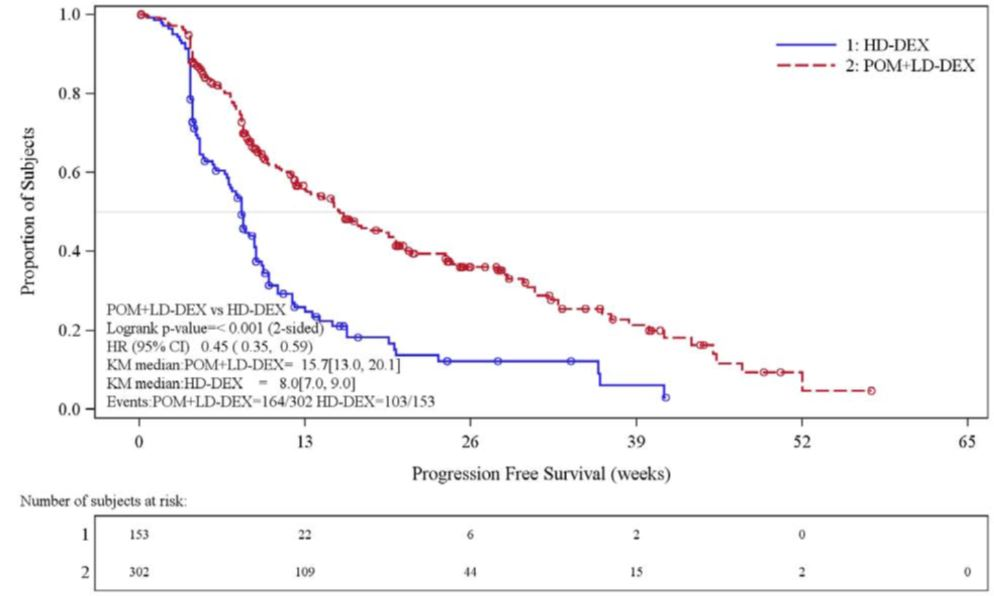 1.0
0.8
0.6
0.4
0.2
0.0
Proportion of Subjects
1: HD-DEX
2: POM+LD-DEX
POM+LD-DEX vs HD-DEX
Logrank p-value=< 0.001 (2-sided)
HR (95% CI) 0.45 ( 0.35, 0.59)
KM median:POM+LD-DEX= 15.7[13.0, 20.1]
KM median:HD-DEX = 8.0[7.0, 9.0]
Events:POM+LD-DEX=164/302 HD-DEX=103/153
0 13 26 39 52 65
Progression Free Survival (weeks)
Number of subjects at risk:
1 153 22 6 2 0
2 302 109 44 15 2 0